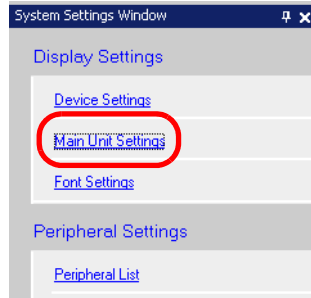 System Settings Window
Display Settings
Device Settings
Main Unit Settings
Font Settings
Peripheral Settings
Peripheral List